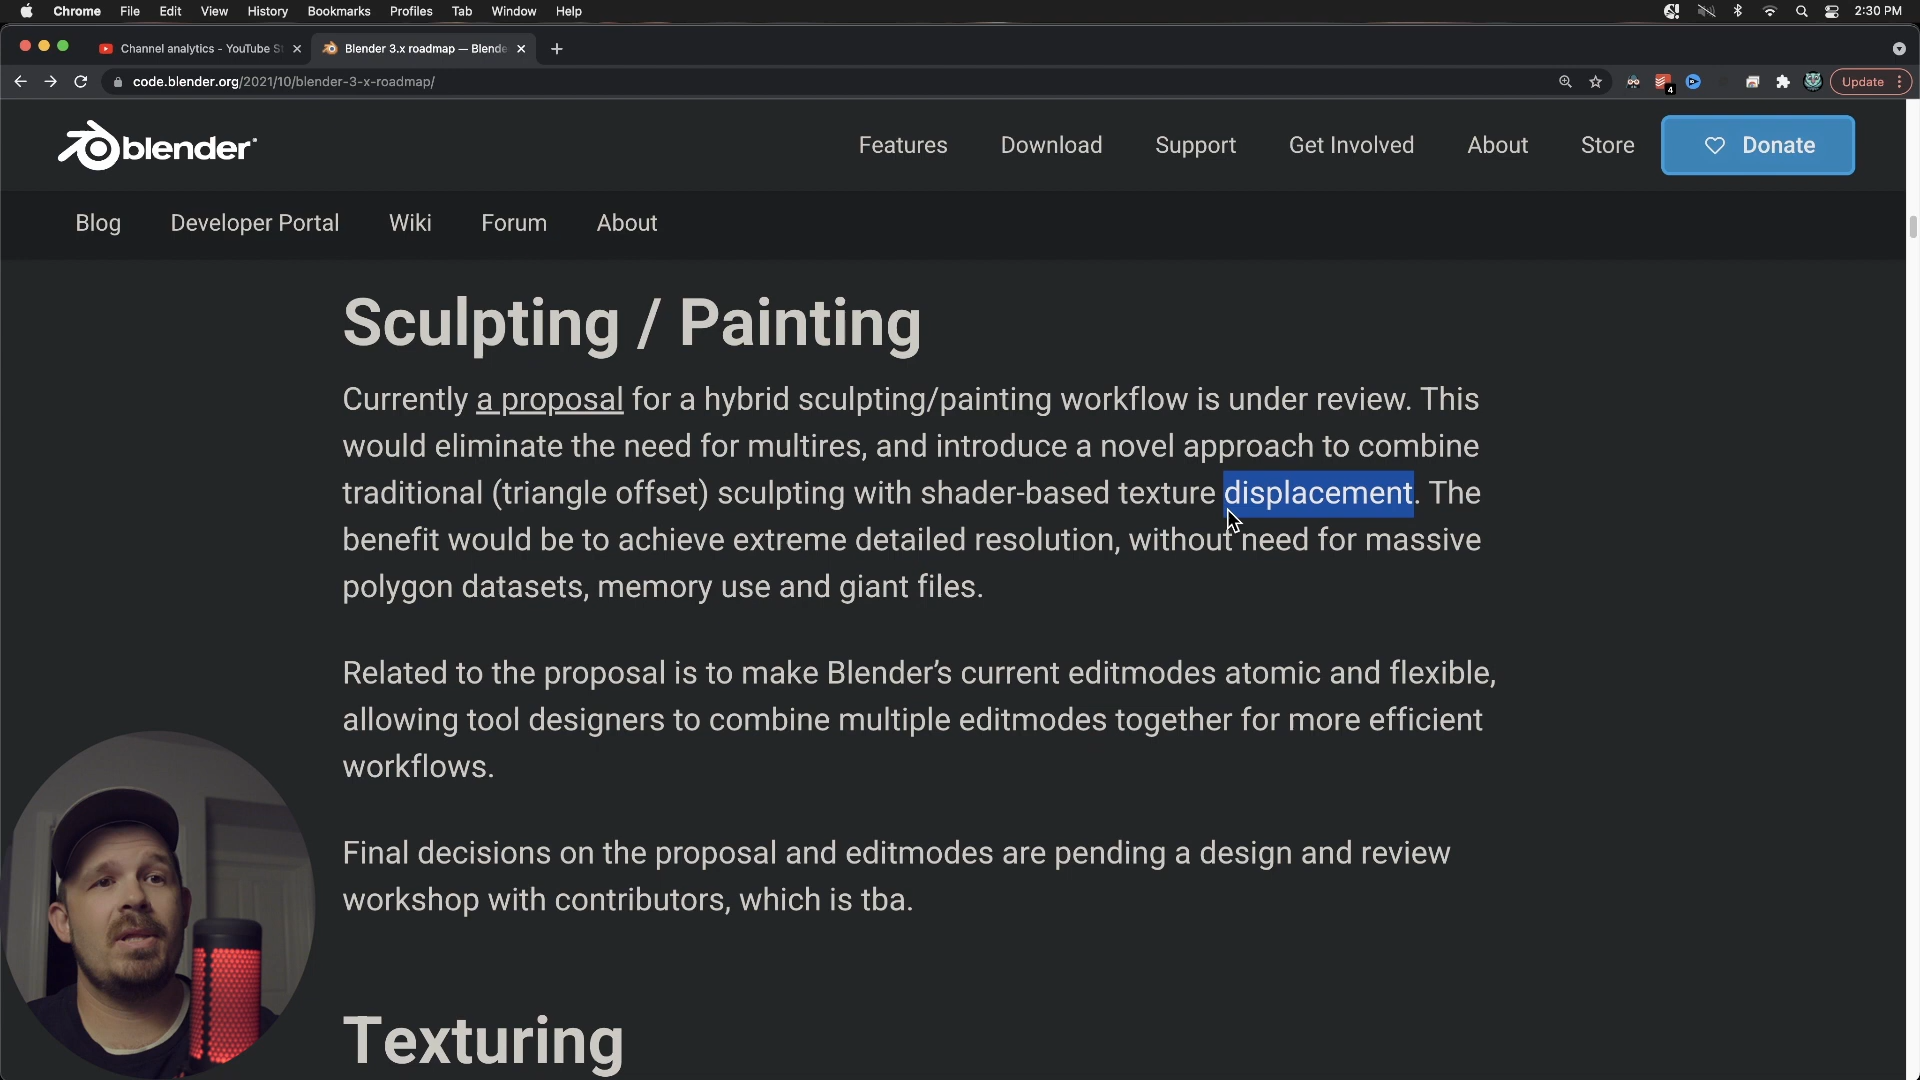 Chrome File Edit View History Bookmarks Profiles Tab Window Help 2:30 PM
Channel analytics - YouTube St Blender 3.x roadmap — Blende
code.blender.org/2021/10/blender-3-x-roadmap/ 4 Update
blender Features Download Support Get Involved About Store Donate
Blog Developer Portal Wiki Forum About
Sculpting / Painting
Currently a proposal for a hybrid sculpting/painting workflow is under review. This
would eliminate the need for multires, and introduce a novel approach to combine
traditional (triangle offset) sculpting with shader-based texture displacement. The
benefit would be to achieve extreme detailed resolution, without need for massive
polygon datasets, memory use and giant files.
Related to the proposal is to make Blender’s current editmodes atomic and flexible,
allowing tool designers to combine multiple editmodes together for more efficient
workflows.
Final decisions on the proposal and editmodes are pending a design and review
workshop with contributors, which is tba.
Texturing